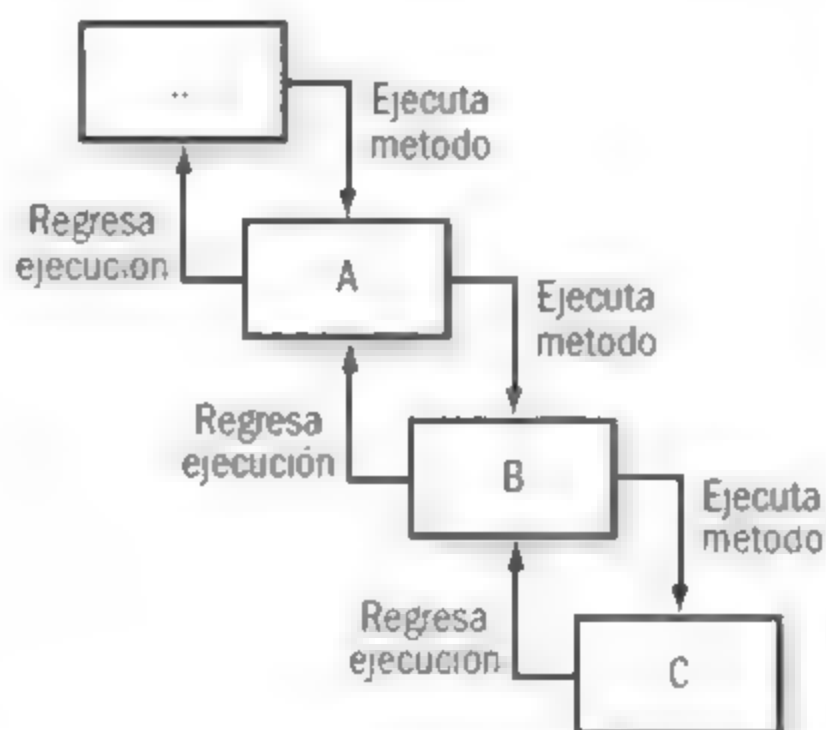 ..
Ejecuta
metodo
Regresa
ejecucion
A
Ejecuta
metodo
Regresa
ejecución
B
Ejecuta
metodo
Regresa
ejecucion
C